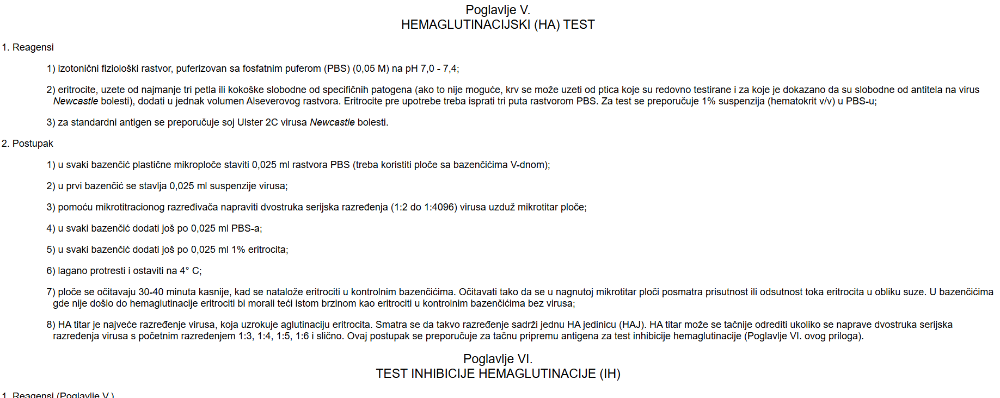 Poglavlje V.
HEMAGLUTINACIJSKI (HA) TEST
1. Reagensi
1) izotonični fiziološki rastvor, puferizovan sa fosfatnim puferom (PBS) (0,05 M) na pH 7,0 - 7,4;
2) eritrocite, uzete od najmanje tri petla ili kokoške slobodne od specifičnih patogena (ako to nije moguće, krv se može uzeti od ptica koje su redovno testirane i za koje je dokazano da su slobodne od antitela na virus
Newcastle bolesti), dodati u jednak volumen Alseverovog rastvora. Eritrocite pre upotrebe treba isprati tri puta rastvorom PBS. Za test se preporučuje 1% suspenzija (hematokrit v/v) u PBS-u;
3) za standardni antigen se preporučuje soj Ulster 2C virusa Newcastle bolesti.
2. Postupak
1) u svaki bazenčić plastične mikroploče staviti 0,025 ml rastvora PBS (treba koristiti ploče sa bazenčićima V-dnom);
2) u prvi bazenčić se stavlja 0,025 ml suspenzije virusa;
3) pomoću mikrotitracionog razređivača napraviti dvostruka serijska razređenja (1:2 do 1:4096) virusa uzduž mikrotitar ploče;
4) u svaki bazenčić dodati još po 0,025 ml PBS-a;
5) u svaki bazenčić dodati još po 0,025 ml 1% eritrocita;
6) lagano protresti i ostaviti na 4° C;
7) ploče se očitavaju 30-40 minuta kasnije, kad se natalože eritrociti u kontrolnim bazenčićima. Očitavati tako da se u nagnutoj mikrotitar ploči posmatra prisutnost ili odsutnost toka eritrocita u obliku suze. U bazenčićima
gde nije došlo do hemaglutinacije eritrociti bi morali teći istom brzinom kao eritrociti u kontrolnim bazenčićima bez virusa;
8) HA titar je najveće razređenje virusa, koja uzrokuje aglutinaciju eritrocita. Smatra se da takvo razređenje sadrži jednu HA jedinicu (HAJ). HA titar može se tačnije odrediti ukoliko se naprave dvostruka serijska
razređenja virusa s početnim razređenjem 1:3, 1:4, 1:5, 1:6 i slično. Ovaj postupak se preporučuje za tačnu pripremu antigena za test inhibicije hemaglutinacije (Poglavlje VI. ovog priloga).
Poglavlje VI.
TEST INHIBICIJE HEMAGLUTINACIJE (IH)
1. Reagensi (Poglavlje V.)